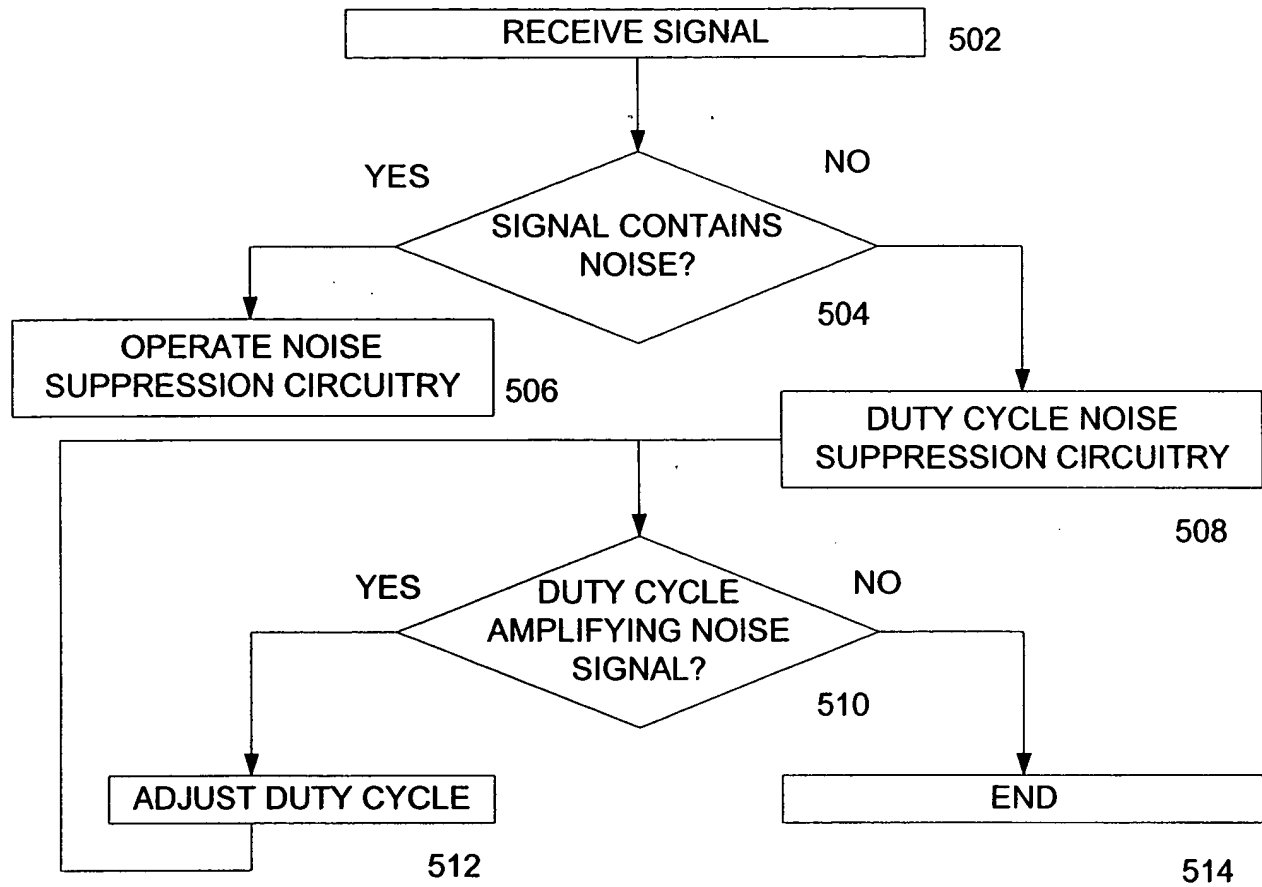 RECEIVE SIGNAL
502
YES
NO
SIGNAL CONTAINS
NOISE?
504
OPERATE NOISE
SUPPRESSION CIRCUITRY
506
DUTY CYCLE NOISE
SUPPRESSION CIRCUITRY
508
YES
NO
DUTY CYCLE
AMPLIFYING NOISE
SIGNAL?
510
ADJUST DUTY CYCLE
512
END
514